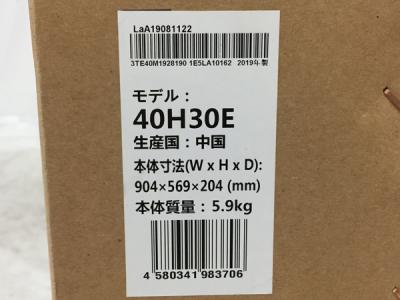 LaA19081122
3TE40M1928190 1E5LA10162 2019年製
モデル：
40H30E
生産国：中国
本体寸法(W x H x D):
904×569×204 (mm)
本体質量：5.9kg
4 580341 983706